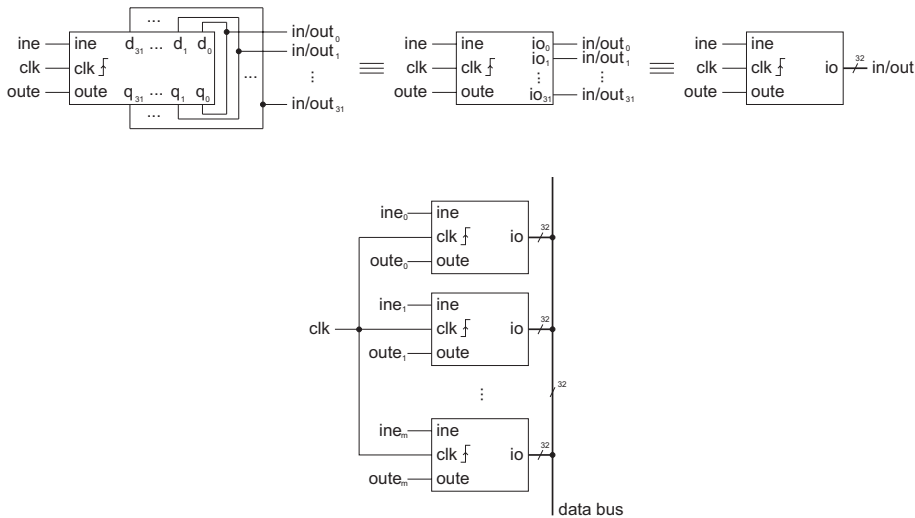 ... ...
ine ine d₃₁ ... d₁ d₀ in/out₀ ine ine io₀ in/out₀ ine ine
in/out₁ io₁ in/out₁ 32
clk clk ... ⋮ clk clk ⋮ ⋮ clk clk io in/out
oute oute q₃₁ ... q₁ q₀ in/out₃₁ oute oute io₃₁ in/out₃₁ oute oute
... ...
ine₀ ine
32
clk io
oute₀ oute
ine₁ ine
32
clk clk io
oute₁ oute
⋮ 32
ineₘ ine
32
clk io
outeₘ oute
data bus